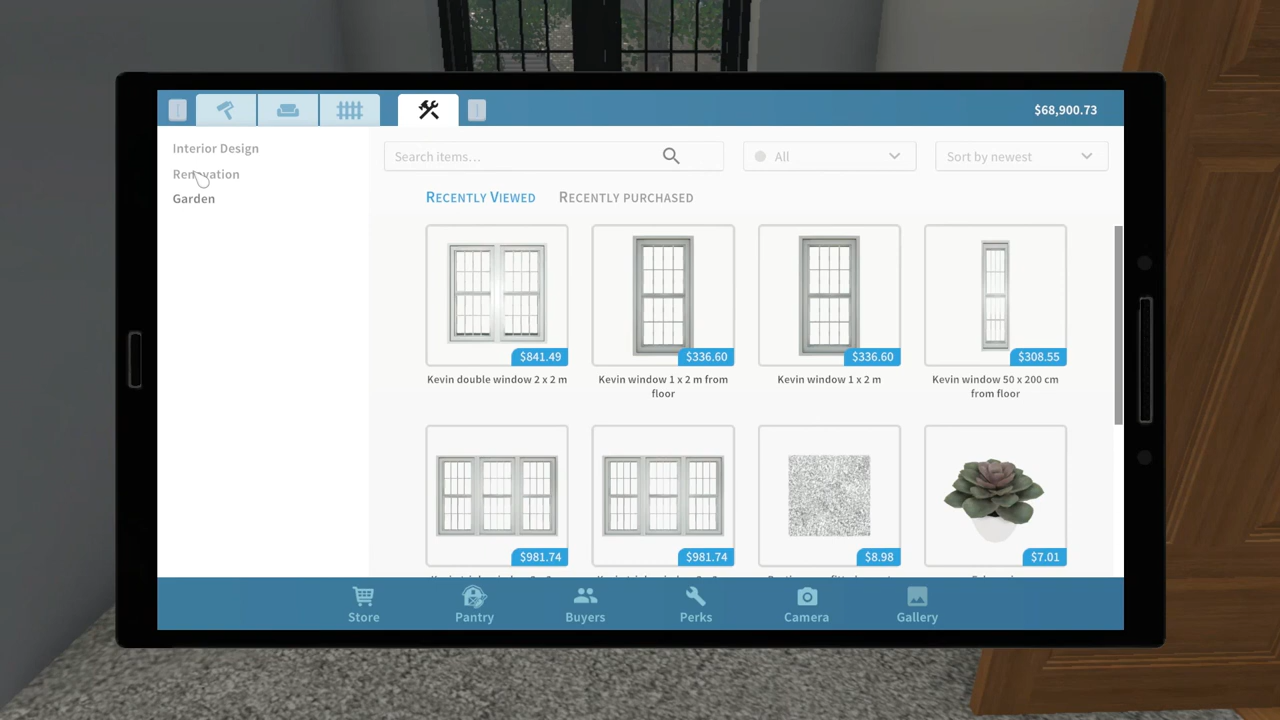 $68,900.73
Interior Design
Renovation
Garden
Search items...
All
Sort by newest
RECENTLY VIEWED
RECENTLY PURCHASED
$841.49
$336.60
$336.60
$308.55
Kevin double window 2 x 2 m
Kevin window 1 x 2 m from
floor
Kevin window 1 x 2 m
Kevin window 50 x 200 cm
from floor
$981.74
$981.74
$8.98
$7.01
Store
Pantry
Buyers
Perks
Camera
Gallery